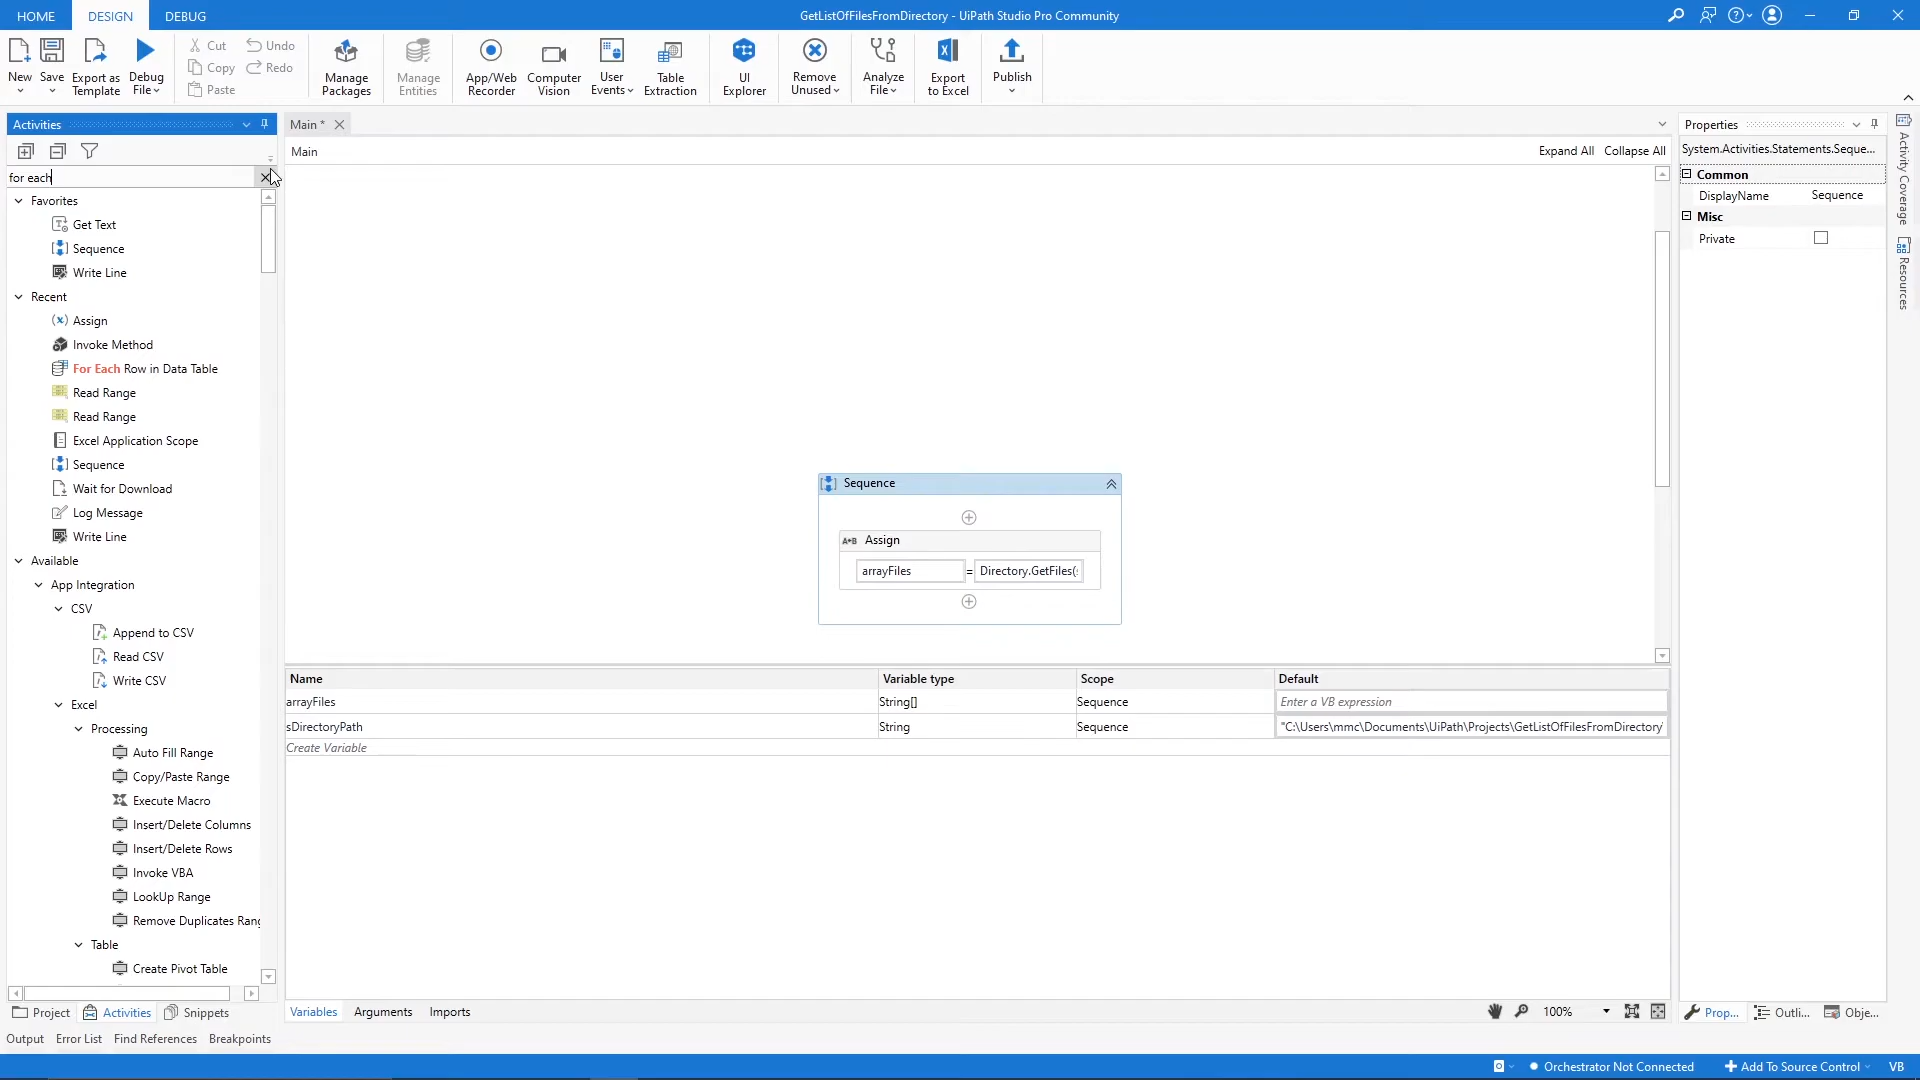 HOME DESIGN DEBUG
GetListOfFilesFromDirectory - UiPath Studio Pro Community
New
Save
Export as Template
Debug File
Cut
Copy
Paste
Undo
Redo
Manage Packages
Manage Entities
App/Web Recorder
Computer Vision
User Events
Table Extraction
UI Explorer
Remove Unused
Analyze File
Export to Excel
Publish
Activities
for each
Favorites
Get Text
Sequence
Write Line
Recent
Assign
Invoke Method
For Each Row in Data Table
Read Range
Read Range
Excel Application Scope
Sequence
Wait for Download
Log Message
Write Line
Available
App Integration
CSV
Append to CSV
Read CSV
Write CSV
Excel
Processing
Auto Fill Range
Copy/Paste Range
Execute Macro
Insert/Delete Columns
Insert/Delete Rows
Invoke VBA
LookUp Range
Remove Duplicates Rang
Table
Create Pivot Table
Project Activities Snippets
Main *
Main
Expand All Collapse All
Sequence
A+B Assign
arrayFiles = Directory.GetFiles(
Name Variable type Scope Default
arrayFiles String[] Sequence Enter a VB expression
sDirectoryPath String Sequence "C:\Users\mmc\Documents\UiPath\Projects\GetListOfFilesFromDirectory
Create Variable
Variables Arguments Imports
100%
Properties
System.Activities.Statements.Seque...
Common
DisplayName Sequence
Misc
Private
Prop... Outli... Obje...
Activity Coverage
Resources
Output Error List Find References Breakpoints
Orchestrator Not Connected
Add To Source Control
VB